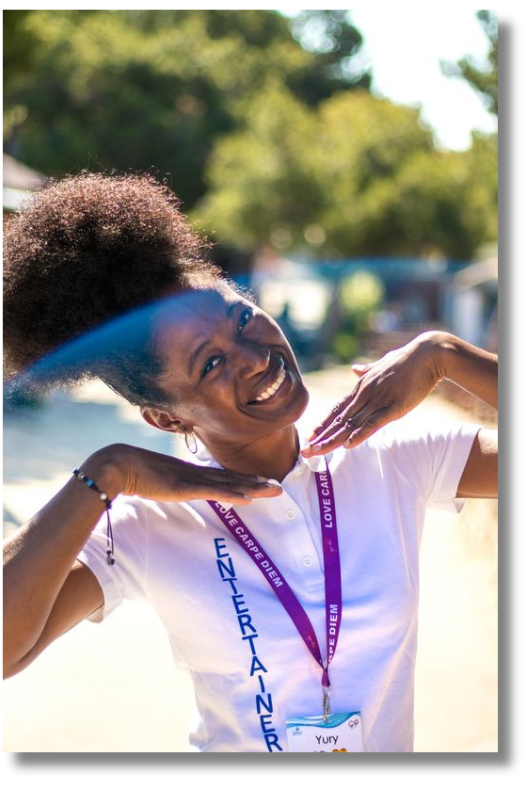 LOVE CARPE DIEM
LOVE CAR
PE DIEM
ENTERTAINER
Yury